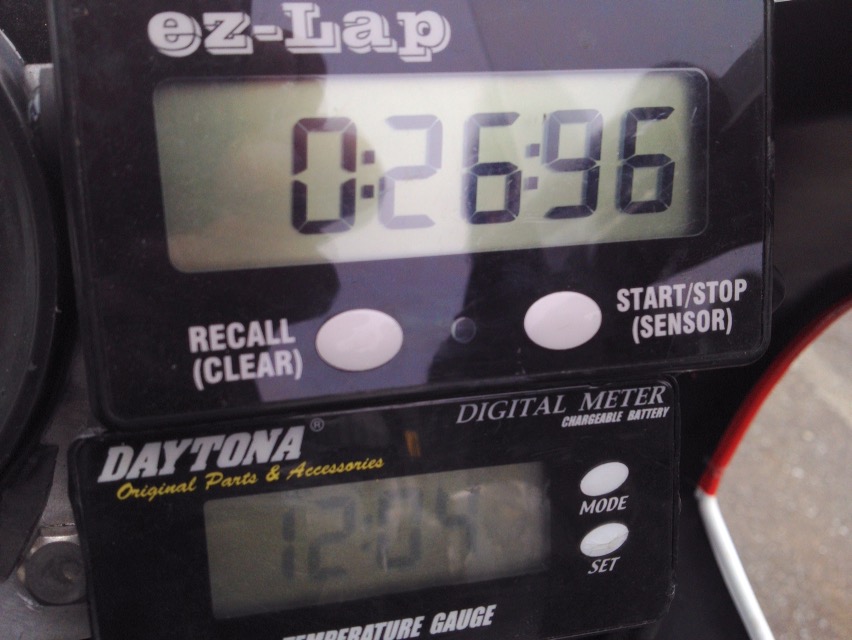 ez-Lap
0:26:96
RECALL
(CLEAR)
START/STOP
(SENSOR)
DIGITAL METER
CHARGEABLE BATTERY
DAYTONA®
Original Parts & Accessories
MODE
12:04
SET
TEMPERATURE GAUGE